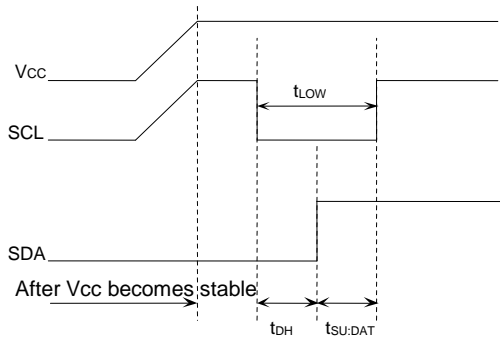 VCC
tLOW
SCL
SDA
After Vcc becomes stable
tDH
tSU:DAT